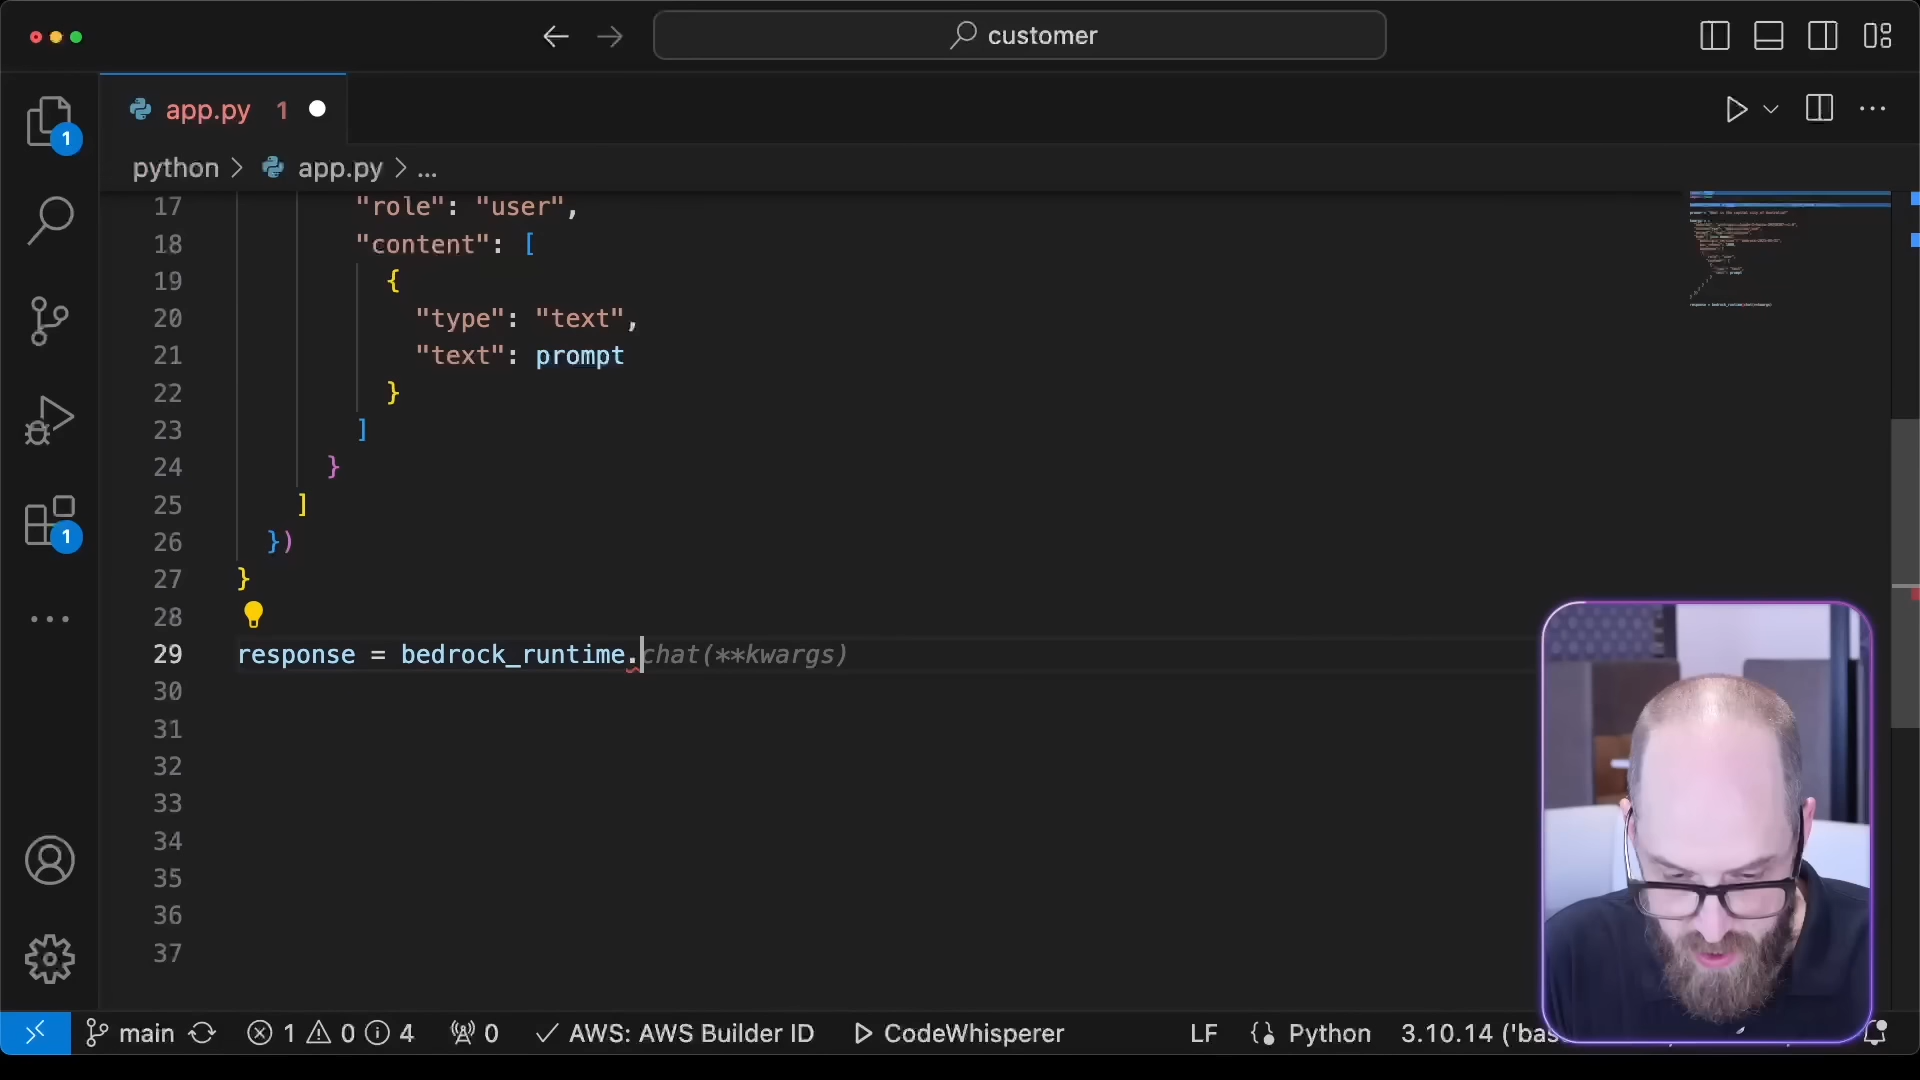 customer
app.py 1
python > app.py > ...
17 "role": "user",
18 "content": [
19 {
20 "type": "text",
21 "text": prompt
22 }
23 ]
24 }
25 ]
26 })
27 }
28
29 response = bedrock_runtime.chat(**kwargs)
30
31
32
33
34
35
36
37
1
1
main 1 0 4 0 AWS: AWS Builder ID CodeWhisperer LF Python 3.10.14 ('bas